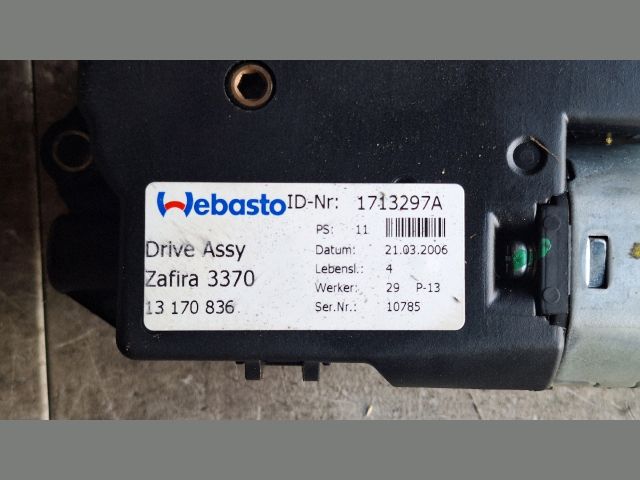 Webasto ID-Nr: 1713297A
PS: 11
Drive Assy Datum: 21.03.2006
Zafira 3370 Lebensl.: 4
Werker: 29 P-13
13 170 836 Ser.Nr.: 10785